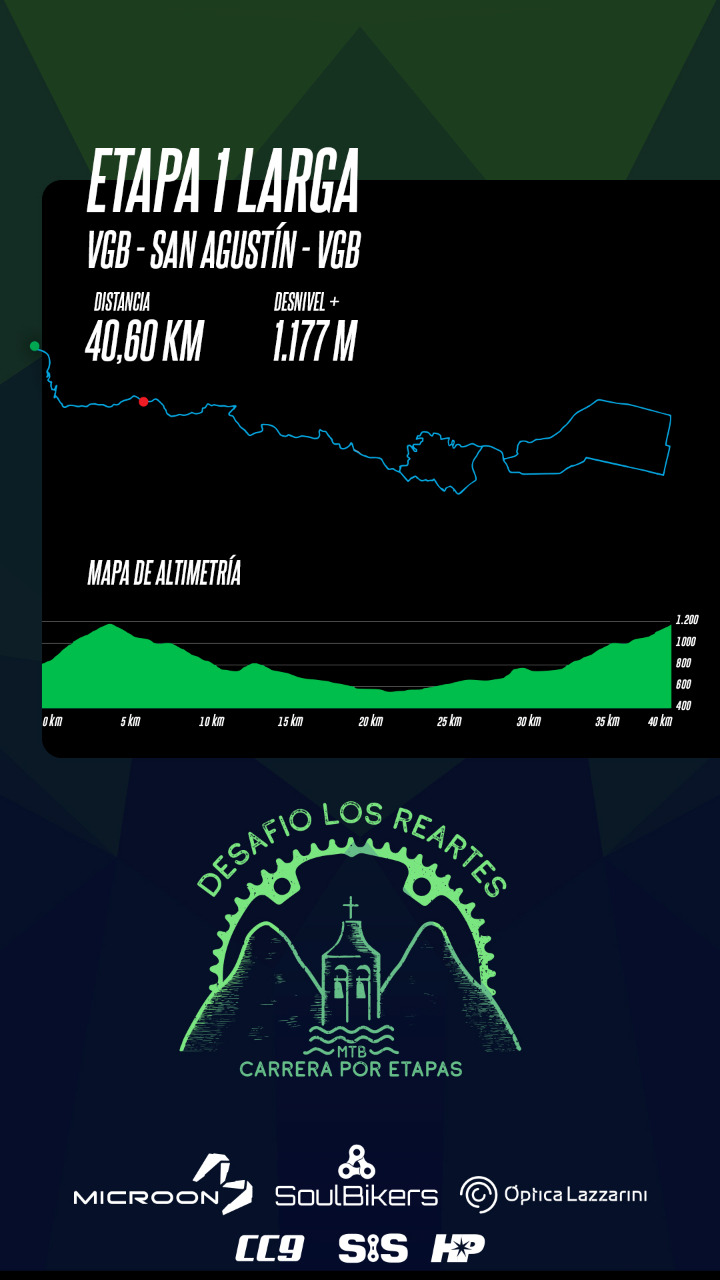 ETAPA 1 LARGA
VGB - SAN AGUSTÍN - VGB
DISTANCIA DESNIVEL +
40,60 KM 1.177 M
MAPA DE ALTIMETRÍA
1.200
1000
800
600
400
0 km 5 km 10 km 15 km 20 km 25 km 30 km 35 km 40 km
DESAFIO LOS REARTES
MTB
CARRERA POR ETAPAS
MICROON SoulBikers Óptica Lazzarini
CC9 SiS HP